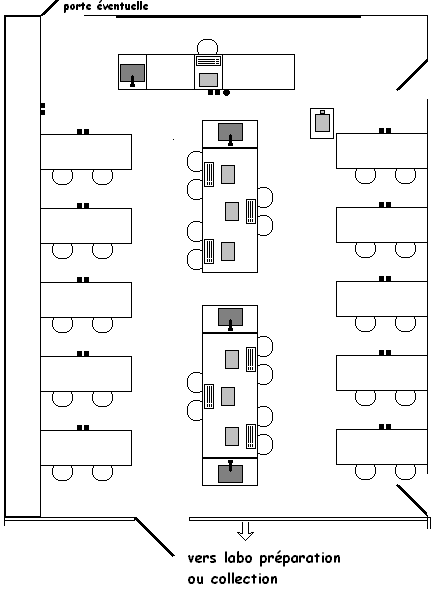 porte éventuelle
vers labo préparation
ou collection